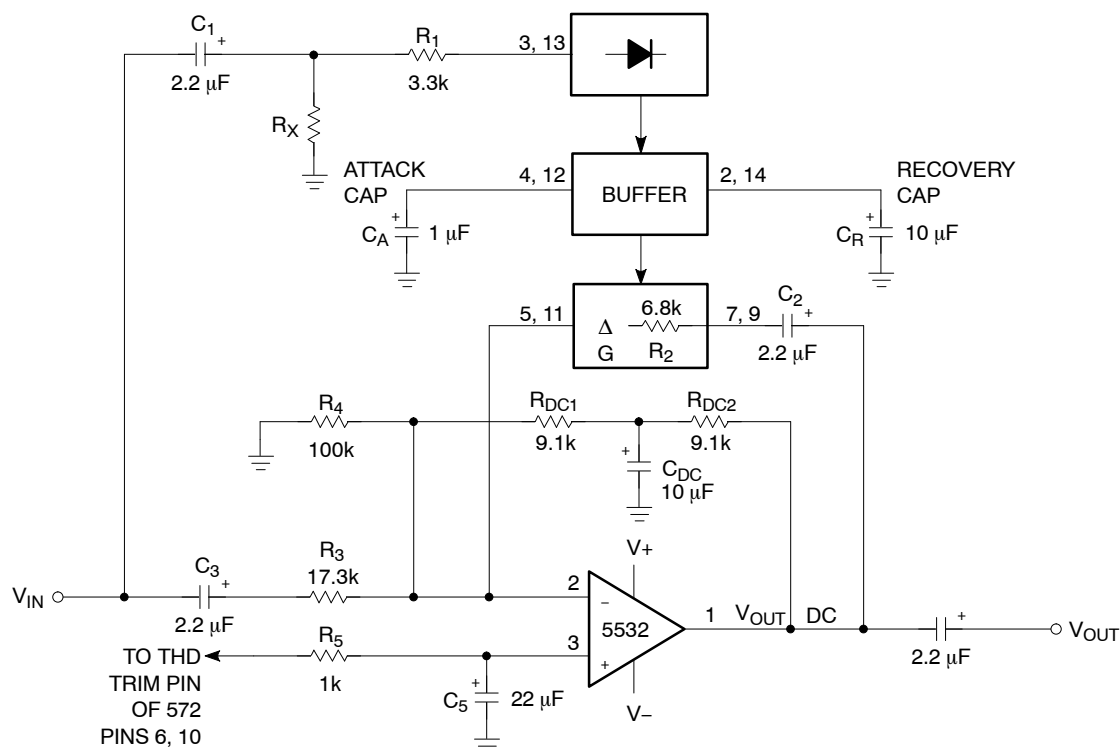 C1
+
2.2 μF
R1
3.3k
3, 13
RX
ATTACK
CAP
4, 12
BUFFER
2, 14
RECOVERY
CAP
+
CA
1 μF
+
CR
10 μF
5, 11
Δ
G
6.8k
R2
7, 9
C2
+
2.2 μF
R4
100k
RDC1
9.1k
RDC2
9.1k
+
CDC
10 μF
VIN
C3
+
2.2 μF
R3
17.3k
2
−
V+
5532
1
VOUT
DC
+
2.2 μF
VOUT
3
+
V−
R5
1k
+
C5
22 μF
TO THD
TRIM PIN
OF 572
PINS 6, 10